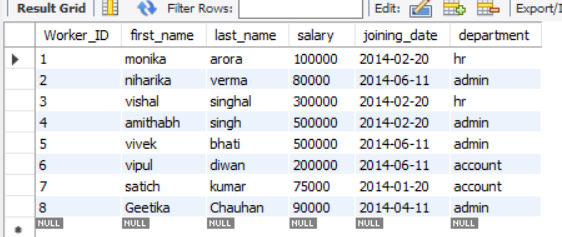 Result Grid Filter Rows: Edit: Export/I
Worker_ID first_name last_name salary joining_date department
1 monika arora 100000 2014-02-20 hr
2 niharika verma 80000 2014-06-11 admin
3 vishal singhal 300000 2014-02-20 hr
4 amithabh singh 500000 2014-02-20 admin
5 vivek bhati 500000 2014-06-11 admin
6 vipul diwan 200000 2014-06-11 account
7 satich kumar 75000 2014-01-20 account
8 Geetika Chauhan 90000 2014-04-11 admin
NULL NULL NULL NULL NULL NULL